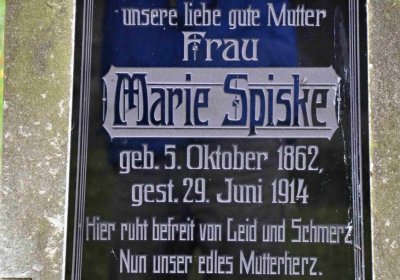 unsere liebe gute Mutter
Frau
Marie Spiske
geb. 5. Oktober 1862,
gest. 29. Juni 1914
Hier ruht befreit von Leid und Schmerz
Nun unser edles Mutterherz.